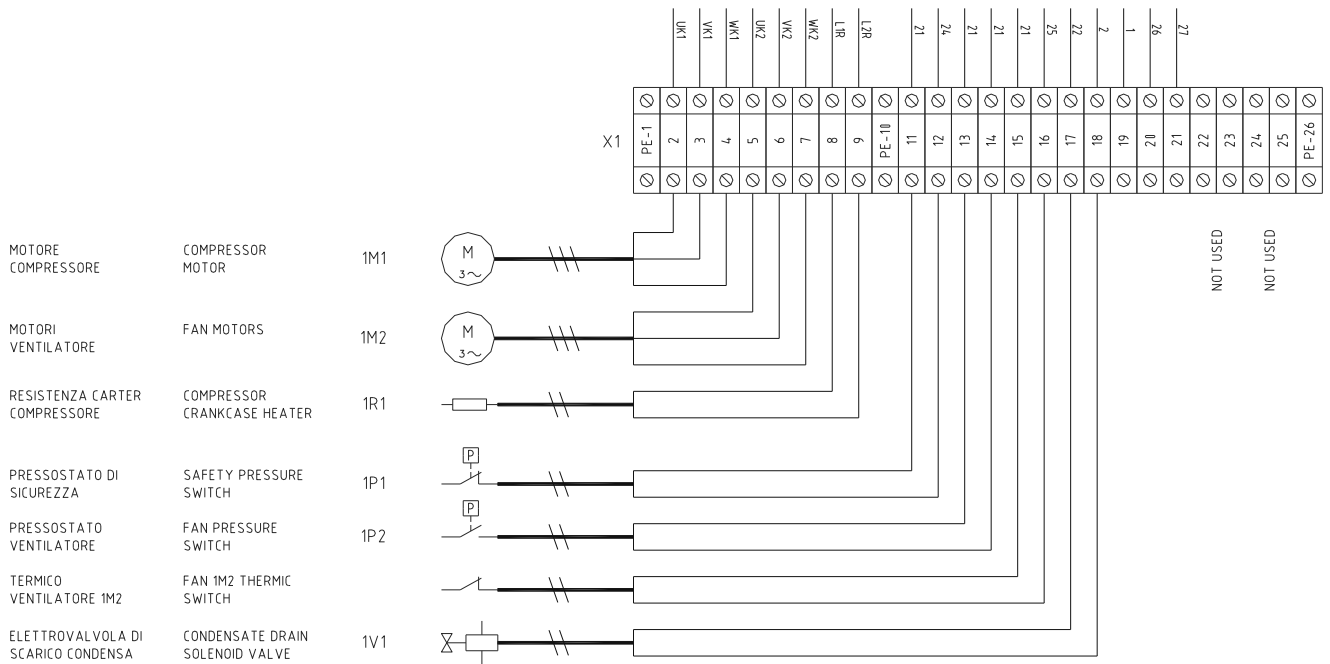 UK1 VK1 WK1 UK2 VK2 WK2 L1R L2R 21 24 21 21 21 25 22 2 1 26 27
X1 PE-1 2 3 4 5 6 7 8 9 PE-10 11 12 13 14 15 16 17 18 19 20 21 22 23 24 25 PE-26
NOT USED NOT USED
MOTORE COMPRESSOR 1M1 M
COMPRESSORE MOTOR 3~
MOTORI FAN MOTORS 1M2 M
VENTILATORE 3~
RESISTENZA CARTER COMPRESSOR 1R1
COMPRESSORE CRANKCASE HEATER
P
PRESSOSTATO DI SAFETY PRESSURE 1P1
SICUREZZA SWITCH
P
PRESSOSTATO FAN PRESSURE 1P2
VENTILATORE SWITCH
TERMICO FAN 1M2 THERMIC
VENTILATORE 1M2 SWITCH
ELETTROVALVOLA DI CONDENSATE DRAIN 1V1
SCARICO CONDENSA SOLENOID VALVE